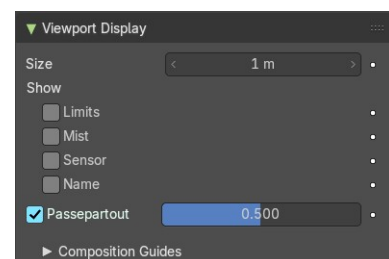 Viewport Display
Size 1 m
Show
Limits
Mist
Sensor
Name
Passepartout 0.500
Composition Guides